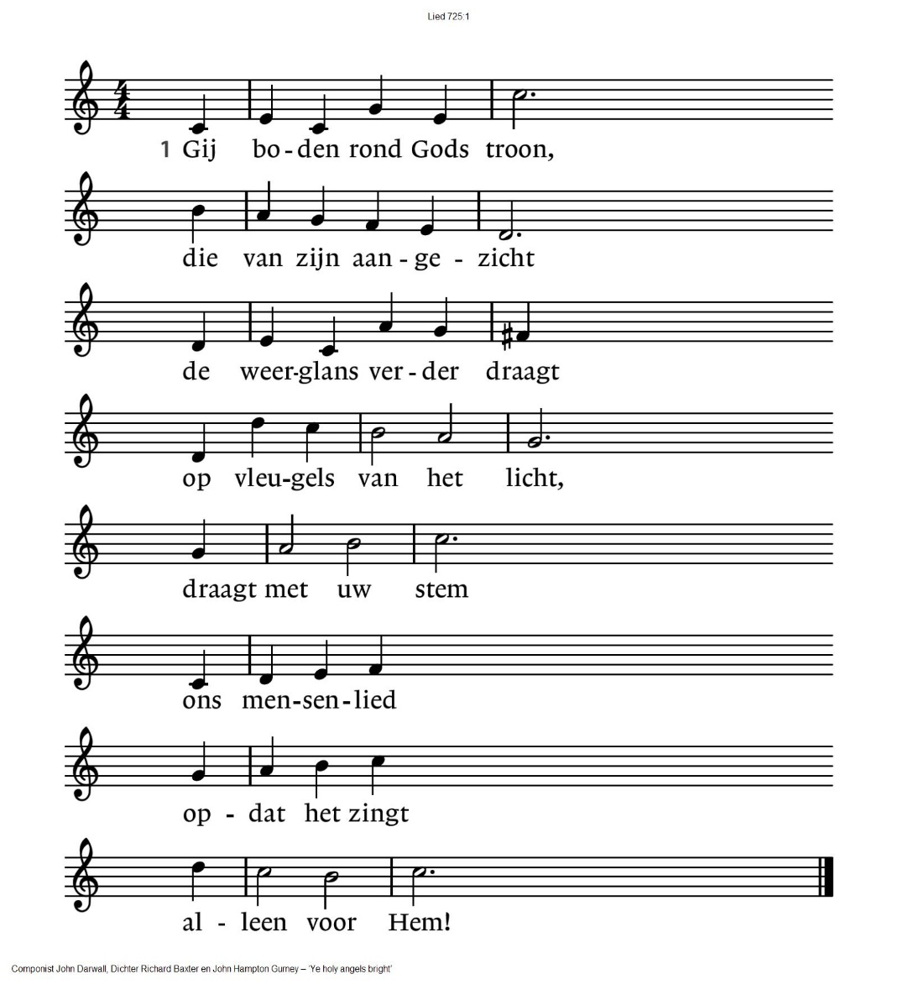 Lied 725:1
1 Gij bo - den rond Gods troon,
die van zijn aan - ge - zicht
de weer-glans ver - der draagt
op vleu-gels van het licht,
draagt met uw stem
ons men-sen-lied
op - dat het zingt
al - leen voor Hem!
Componist John Darwall, Dichter Richard Baxter en John Hampton Gurney – 'Ye holy angels bright'